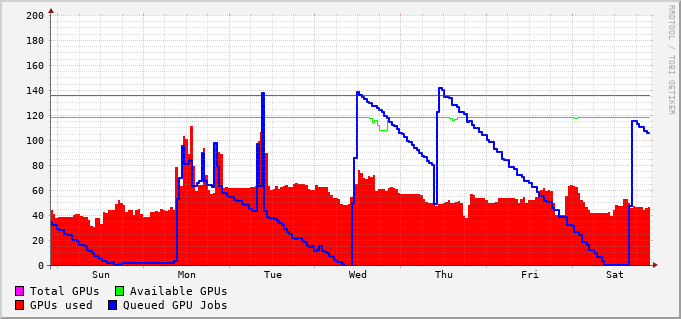 200
180
160
140
120
100
80
60
40
20
0
Sun Mon Tue Wed Thu Fri Sat
Total GPUs Available GPUs
GPUs used Queued GPU Jobs
RRDTOOL / TOBI OETIKER